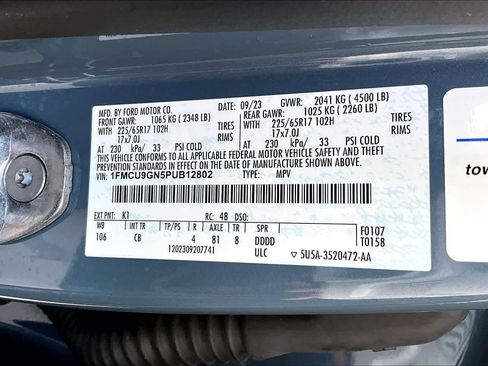 MFD. BY FORD MOTOR CO. DATE: 09/23 GVWR: 2041 KG ( 4500 LB)
FRONT GAWR: 1065 KG ( 2348 LB) REAR GAWR: 1025 KG ( 2260 LB)
WITH 225/65R17 102H TIRES WITH 225/65R17 102H TIRES
17x7.0J RIMS 17x7.0J RIMS
AT 230 kPa/ 33 PSI COLD AT 230 kPa/ 33 PSI COLD
THIS VEHICLE CONFORMS TO ALL APPLICABLE FEDERAL MOTOR VEHICLE SAFETY AND THEFT
PREVENTION STANDARDS IN EFFECT ON THE DATE OF MANUFACTURE SHOWN ABOVE.
VIN: 1FMCU9GN5PUB12802 TYPE: MPV
EXT PNT: K1 RC: 48 DSO: F0107
WB INT TR TP/PS R AXLE TR SPR T0158
106 CB 4 81 8 DDDD
1202309207741 ULC 5U5A-3520472-AA
tow